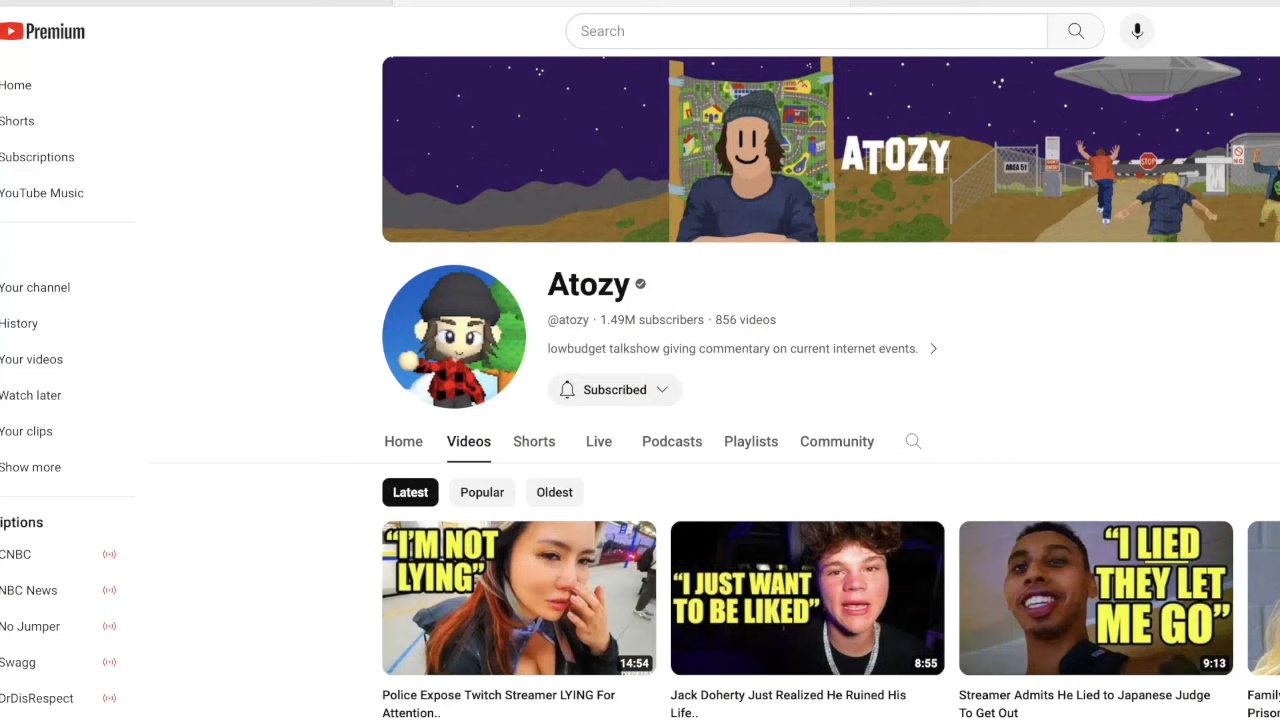 Premium
Search
Home
Shorts
Subscriptions
YouTube Music
Your channel
History
Your videos
Watch later
Your clips
Show more
iptions
CNBC
NBC News
No Jumper
Swagg
DrDisRespect
ATOZY
AREA 51
STOP
NO
Atozy
@atozy · 1.49M subscribers · 856 videos
lowbudget talkshow giving commentary on current internet events.
Subscribed
Home Videos Shorts Live Podcasts Playlists Community
Latest Popular Oldest
“I’M NOT
LYING”
14:54
Police Expose Twitch Streamer LYING For
Attention..
“I JUST WANT
TO BE LIKED”
8:55
Jack Doherty Just Realized He Ruined His
Life..
“I LIED
THEY LET
ME GO”
9:13
Streamer Admits He Lied to Japanese Judge
To Get Out
Family
Prison